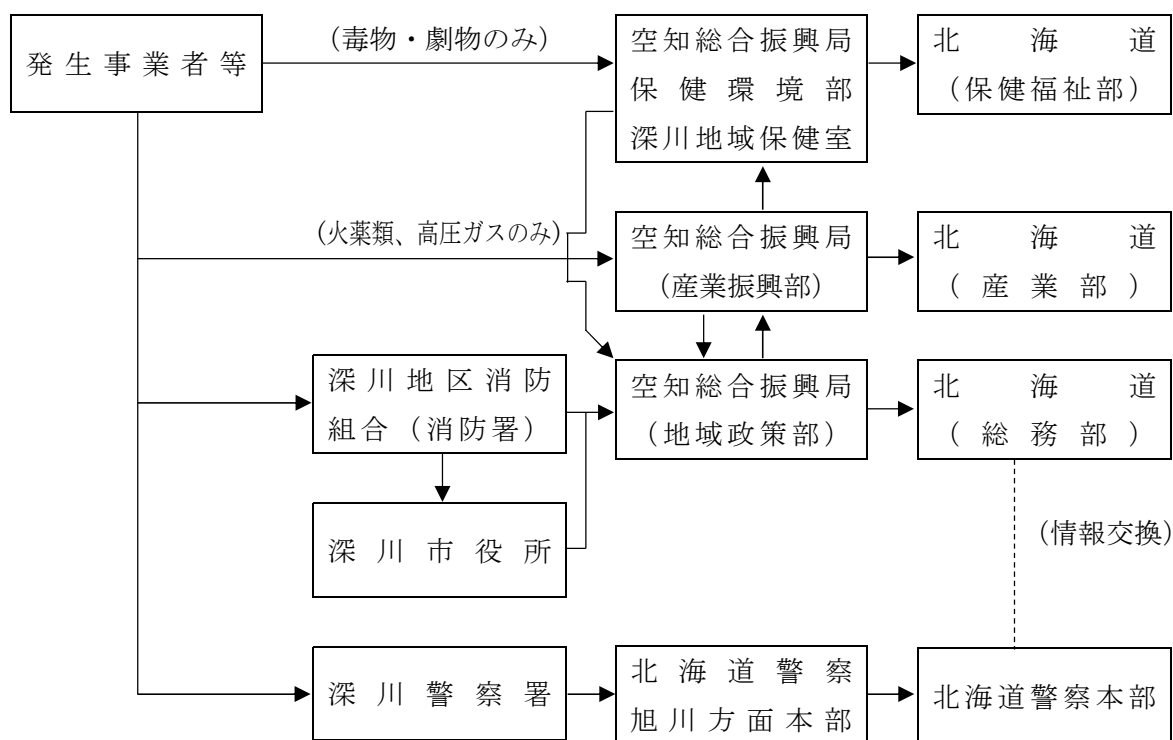 発生事業者等
(毒物・劇物のみ)
空知総合振興局
保健環境部
深川地域保健室
北海道
(保健福祉部)
(火薬類、高圧ガスのみ)
空知総合振興局
(産業振興部)
北海道
(産業部)
深川地区消防
組合(消防署)
空知総合振興局
(地域政策部)
北海道
(総務部)
深川市役所
(情報交換)
深川警察署
北海道警察
旭川方面本部
北海道警察本部